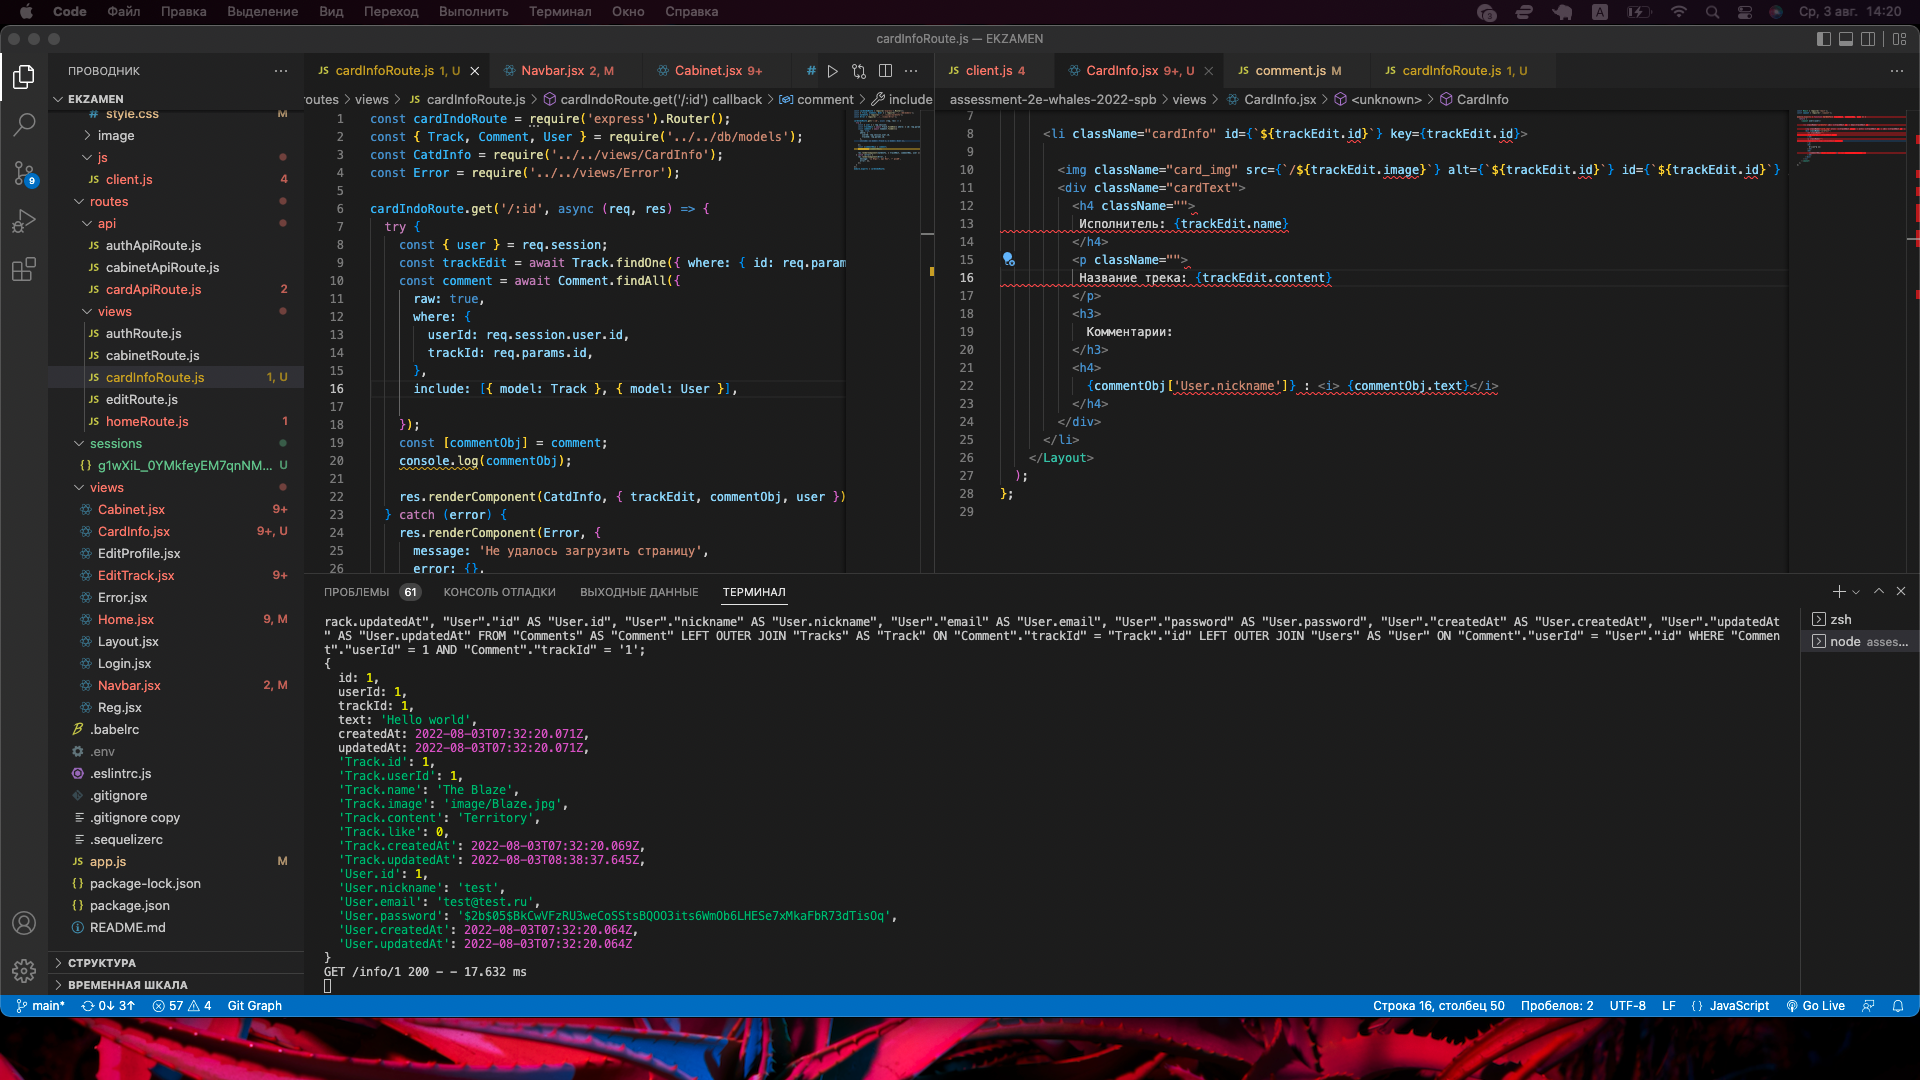 Code Файл Правка Выделение Вид Переход Выполнить Терминал Окно Справка
A Ср, 3 авг. 14:20
cardInfoRoute.js — EKZAMEN
ПРОВОДНИК
EKZAMEN
style.css M
image
js
JS client.js 4
routes
api
JS authApiRoute.js
JS cabinetApiRoute.js
JS cardApiRoute.js 2
views
JS authRoute.js
JS cabinetRoute.js
JS cardInfoRoute.js 1, U
JS editRoute.js
JS homeRoute.js 1
sessions
{} g1wXiL_0YMkfeyEM7qnNM... U
views
Cabinet.jsx 9+
CardInfo.jsx 9+, U
EditProfile.jsx
EditTrack.jsx 9+
Error.jsx
Home.jsx 9, M
Layout.jsx
Login.jsx
Navbar.jsx 2, M
Reg.jsx
.babelrc
.env
.eslintrc.js
.gitignore
.gitignore copy
.sequelizerc
JS app.js M
{} package-lock.json
{} package.json
README.md
СТРУКТУРА
ВРЕМЕННАЯ ШКАЛА
JS cardInfoRoute.js 1, U
Navbar.jsx 2, M
Cabinet.jsx 9+
#
routes > views > JS cardInfoRoute.js > cardIndoRoute.get('/:id') callback > comment > include
1 const cardIndoRoute = require('express').Router();
2 const { Track, Comment, User } = require('../../db/models');
3 const CatdInfo = require('../../views/CardInfo');
4 const Error = require('../../views/Error');
5
6 cardIndoRoute.get('/:id', async (req, res) => {
7 try {
8 const { user } = req.session;
9 const trackEdit = await Track.findOne({ where: { id: req.param
10 const comment = await Comment.findAll({
11 raw: true,
12 where: {
13 userId: req.session.user.id,
14 trackId: req.params.id,
15 },
16 include: [{ model: Track }, { model: User }],
17
18 });
19 const [commentObj] = comment;
20 console.log(commentObj);
21
22 res.renderComponent(CatdInfo, { trackEdit, commentObj, user })
23 } catch (error) {
24 res.renderComponent(Error, {
25 message: 'Не удалось загрузить страницу',
26 error: {},
JS client.js 4
CardInfo.jsx 9+, U
JS comment.js M
JS cardInfoRoute.js 1, U
assessment-2e-whales-2022-spb > views > CardInfo.jsx > <unknown> > CardInfo
7
8 <li className="cardInfo" id={`${trackEdit.id}`} key={trackEdit.id}>
9
10 <img className="card_img" src={`/${trackEdit.image}`} alt={`${trackEdit.id}`} id={`${trackEdit.id}`}
11 <div className="cardText">
12 <h4 className="">
13 Исполнитель: {trackEdit.name}
14 </h4>
15 <p className="">
16 Название трека: {trackEdit.content}
17 </p>
18 <h3>
19 Комментарии:
20 </h3>
21 <h4>
22 {commentObj['User.nickname']} : <i> {commentObj.text}</i>
23 </h4>
24 </div>
25 </li>
26 </Layout>
27 );
28 };
29
ПРОБЛЕМЫ 61 КОНСОЛЬ ОТЛАДКИ ВЫХОДНЫЕ ДАННЫЕ ТЕРМИНАЛ
rack.updatedAt", "User"."id" AS "User.id", "User"."nickname" AS "User.nickname", "User"."email" AS "User.email", "User"."password" AS "User.password", "User"."createdAt" AS "User.createdAt", "User"."updatedAt
" AS "User.updatedAt" FROM "Comments" AS "Comment" LEFT OUTER JOIN "Tracks" AS "Track" ON "Comment"."trackId" = "Track"."id" LEFT OUTER JOIN "Users" AS "User" ON "Comment"."userId" = "User"."id" WHERE "Commen
t"."userId" = 1 AND "Comment"."trackId" = '1';
{
id: 1,
userId: 1,
trackId: 1,
text: 'Hello world',
createdAt: 2022-08-03T07:32:20.071Z,
updatedAt: 2022-08-03T07:32:20.071Z,
'Track.id': 1,
'Track.userId': 1,
'Track.name': 'The Blaze',
'Track.image': 'image/Blaze.jpg',
'Track.content': 'Territory',
'Track.like': 0,
'Track.createdAt': 2022-08-03T07:32:20.069Z,
'Track.updatedAt': 2022-08-03T08:38:37.645Z,
'User.id': 1,
'User.nickname': 'test',
'User.email': 'test@test.ru',
'User.password': '$2b$05$BkCwVFzRU3weCoSStsBQOO3its6WmOb6LHESe7xMkaFbR73dTisOq',
'User.createdAt': 2022-08-03T07:32:20.064Z,
'User.updatedAt': 2022-08-03T07:32:20.064Z
}
GET /info/1 200 - - 17.632 ms
zsh
node asses...
main* 0↓ 3↑ 57 4 Git Graph
Строка 16, столбец 50 Пробелов: 2 UTF-8 LF {} JavaScript Go Live